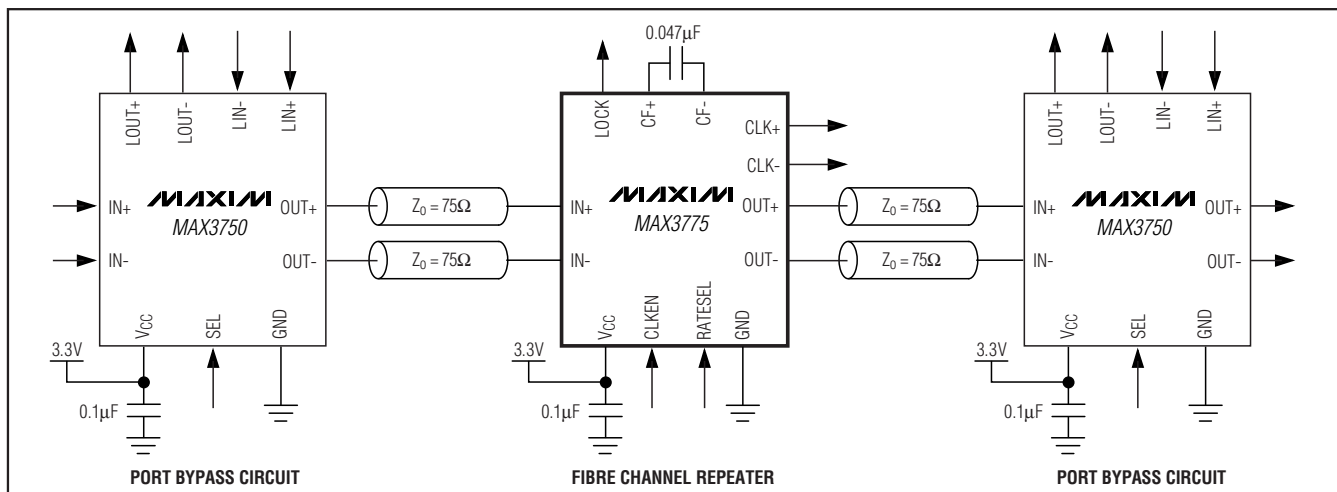 0.047µF
LOUT+ LOUT- LIN- LIN+
LOCK CF+ CF-
LOUT+ LOUT- LIN- LIN+
CLK+
CLK-
IN+ MAXIM OUT+
MAX3750
IN- OUT-
Z0 = 75Ω
Z0 = 75Ω
IN+ MAXIM OUT+
MAX3775
IN- OUT-
Z0 = 75Ω
Z0 = 75Ω
IN+ MAXIM OUT+
MAX3750
IN- OUT-
VCC SEL GND
VCC CLKEN RATESEL GND
VCC SEL GND
3.3V
3.3V
3.3V
0.1µF
0.1µF
0.1µF
PORT BYPASS CIRCUIT
FIBRE CHANNEL REPEATER
PORT BYPASS CIRCUIT